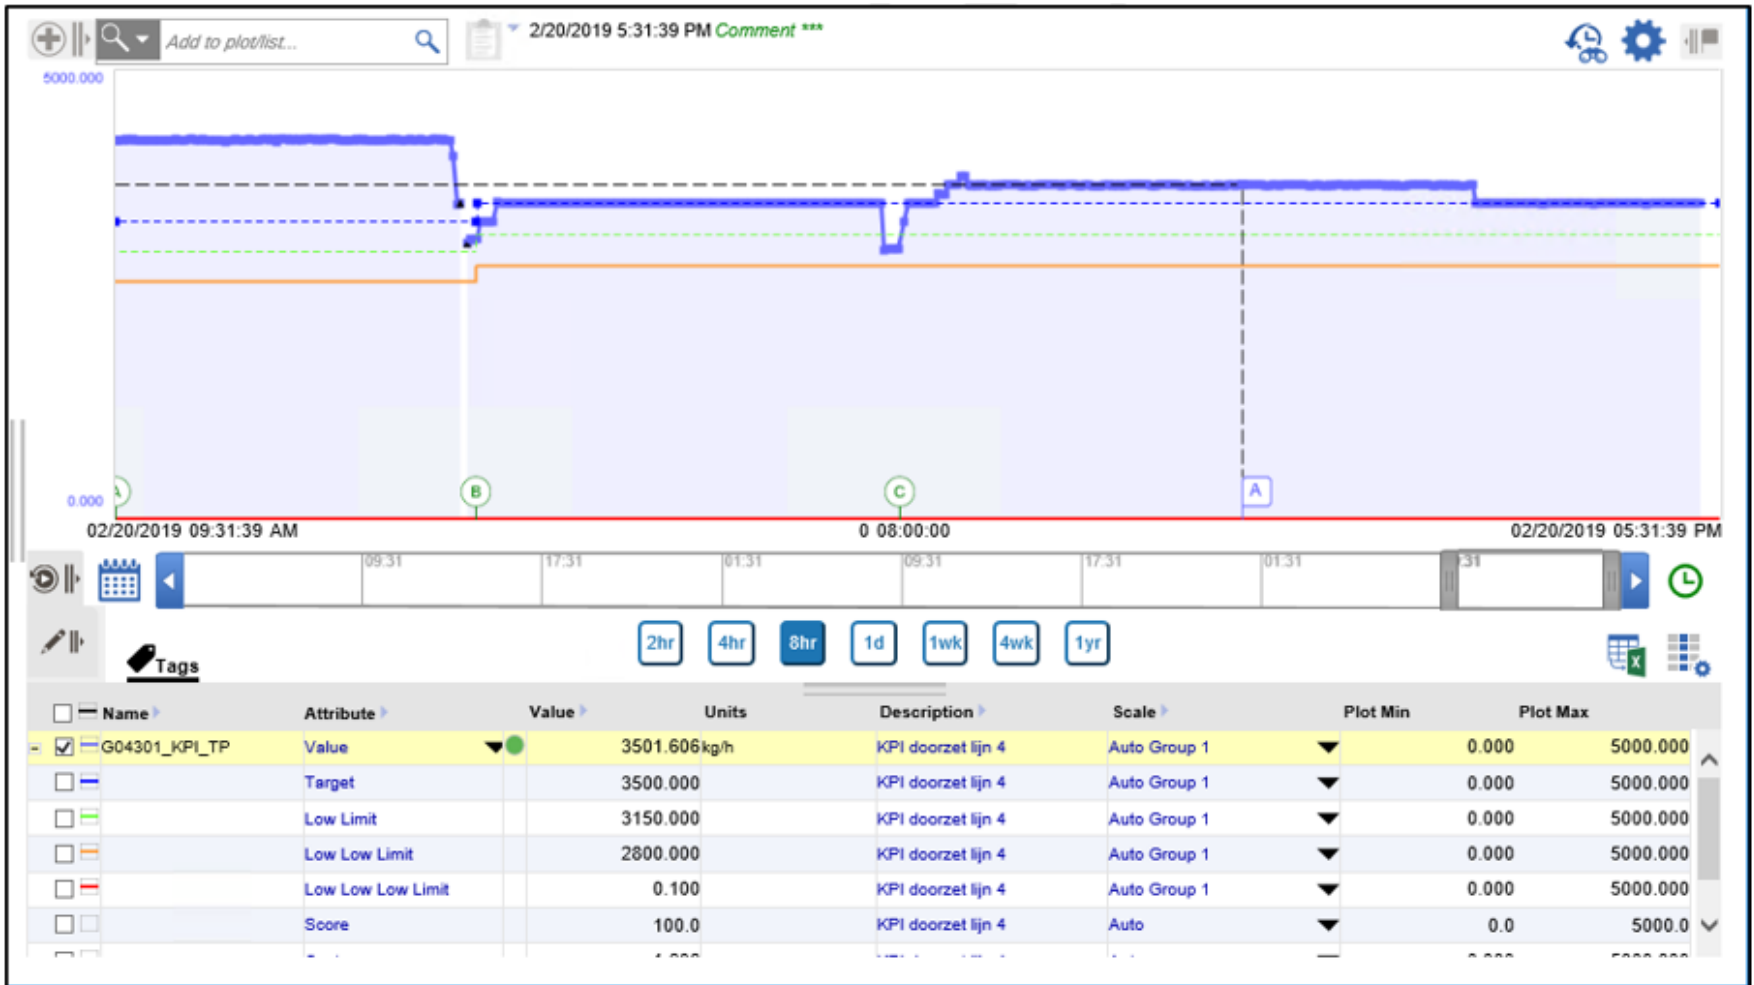 Add to plot/list...
2/20/2019 5:31:39 PM Comment ***
5000.000
0.000
A
B
C
A
02/20/2019 09:31:39 AM
0 08:00:00
02/20/2019 05:31:39 PM
09:31 17:31 01:31 09:31 17:31 01:31 :31
2hr 4hr 8hr 1d 1wk 4wk 1yr
Tags
Name Attribute Value Units Description Scale Plot Min Plot Max
G04301_KPI_TP Value 3501.606 kg/h KPI doorzet lijn 4 Auto Group 1 0.000 5000.000
Target 3500.000 KPI doorzet lijn 4 Auto Group 1 0.000 5000.000
Low Limit 3150.000 KPI doorzet lijn 4 Auto Group 1 0.000 5000.000
Low Low Limit 2800.000 KPI doorzet lijn 4 Auto Group 1 0.000 5000.000
Low Low Low Limit 0.100 KPI doorzet lijn 4 Auto Group 1 0.000 5000.000
Score 100.0 KPI doorzet lijn 4 Auto 0.0 5000.0